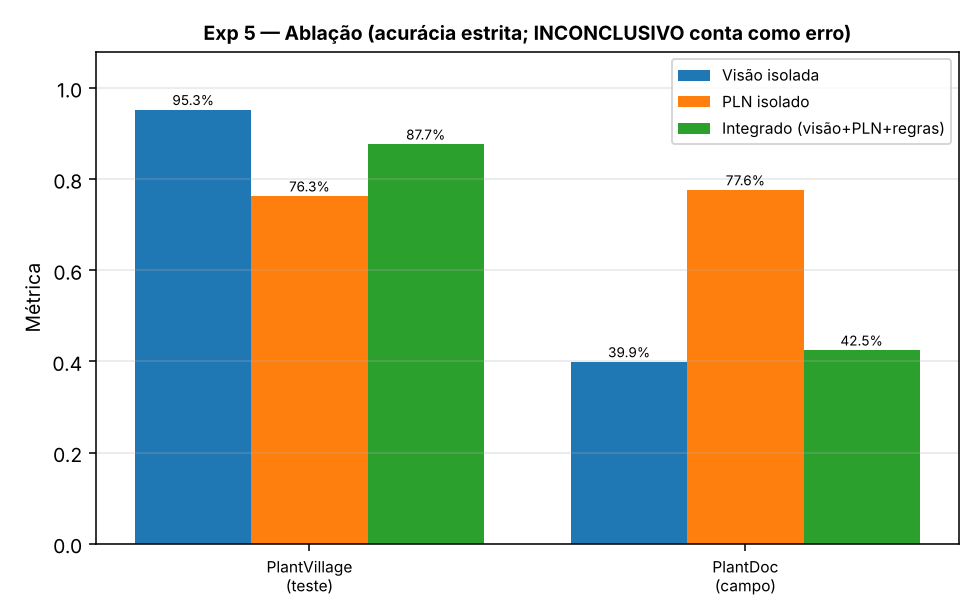 Exp 5 — Ablação (acurácia estrita; INCONCLUSIVO conta como erro)
Visão isolada
PLN isolado
Integrado (visão+PLN+regras)
Métrica
1.0
0.8
0.6
0.4
0.2
0.0
95.3%
76.3%
87.7%
39.9%
77.6%
42.5%
PlantVillage
(teste)
PlantDoc
(campo)